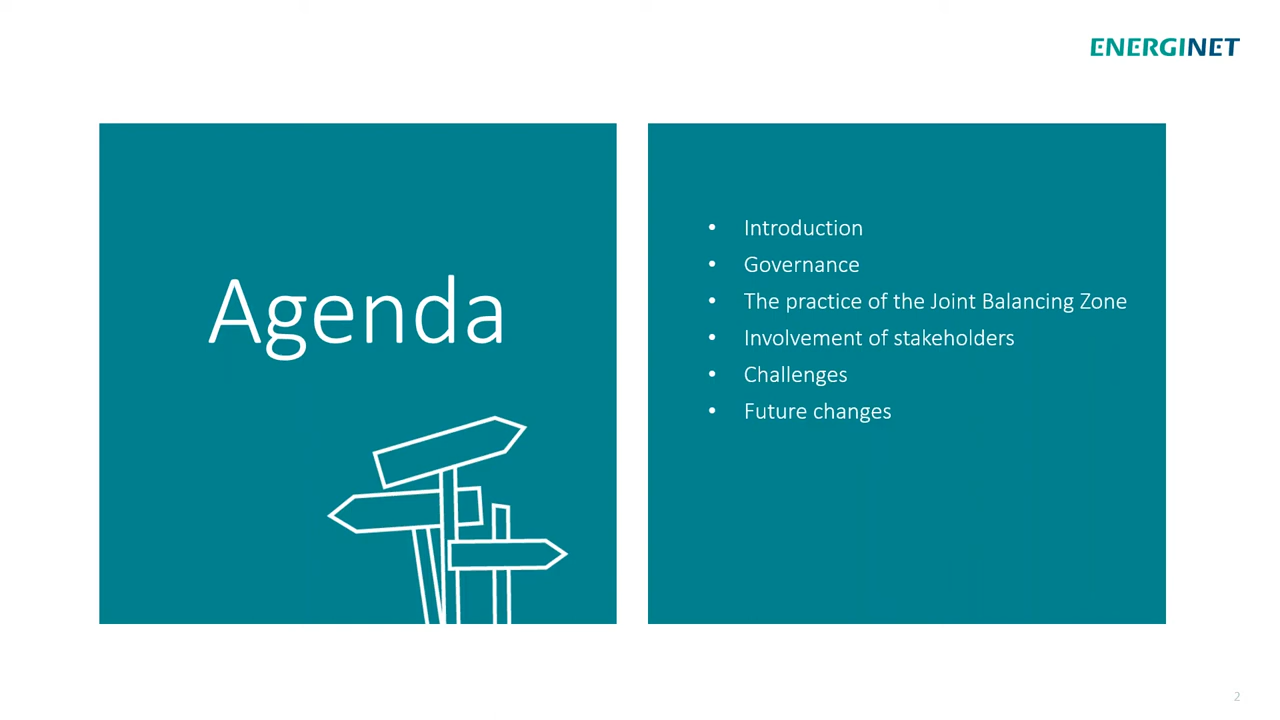 ENERGINET
Agenda
• Introduction
• Governance
• The practice of the Joint Balancing Zone
• Involvement of stakeholders
• Challenges
• Future changes
2